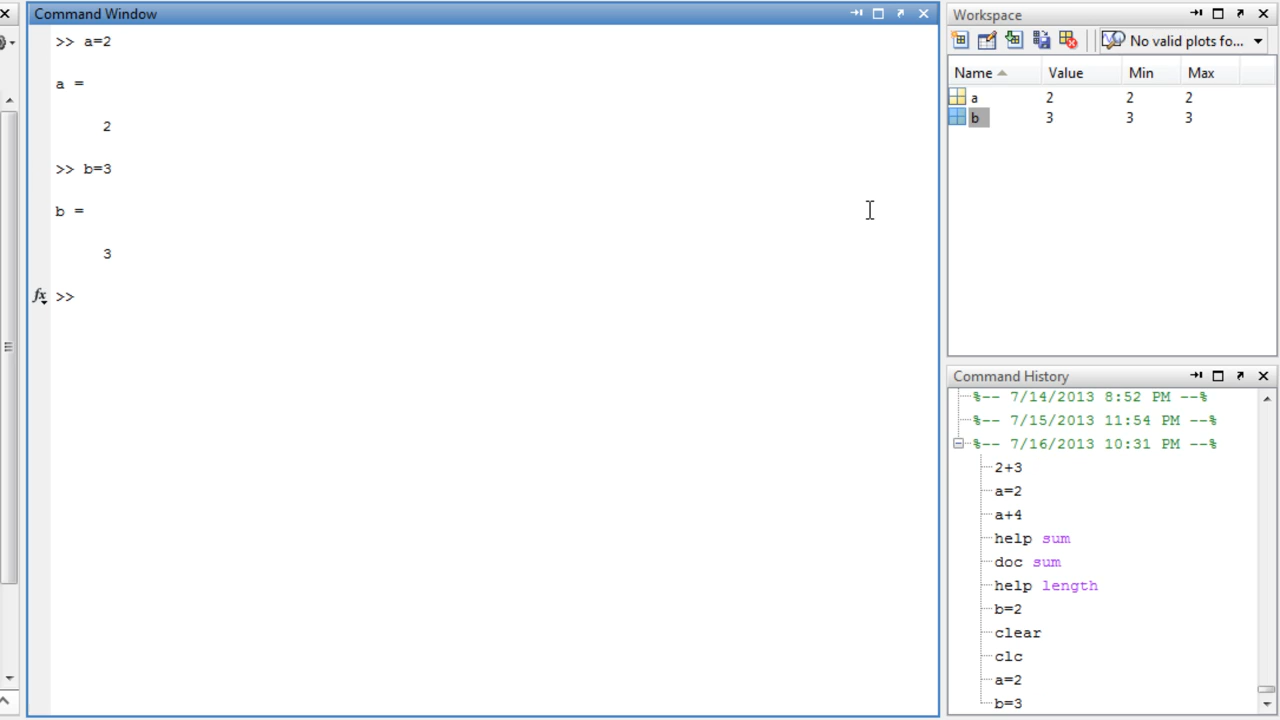 Command Window
>> a=2
a =
2
>> b=3
b =
3
fx >>
Workspace
No valid plots fo...
Name Value Min Max
a 2 2 2
b 3 3 3
Command History
%-- 7/14/2013 8:52 PM --%
%-- 7/15/2013 11:54 PM --%
%-- 7/16/2013 10:31 PM --%
2+3
a=2
a+4
help sum
doc sum
help length
b=2
clear
clc
a=2
b=3